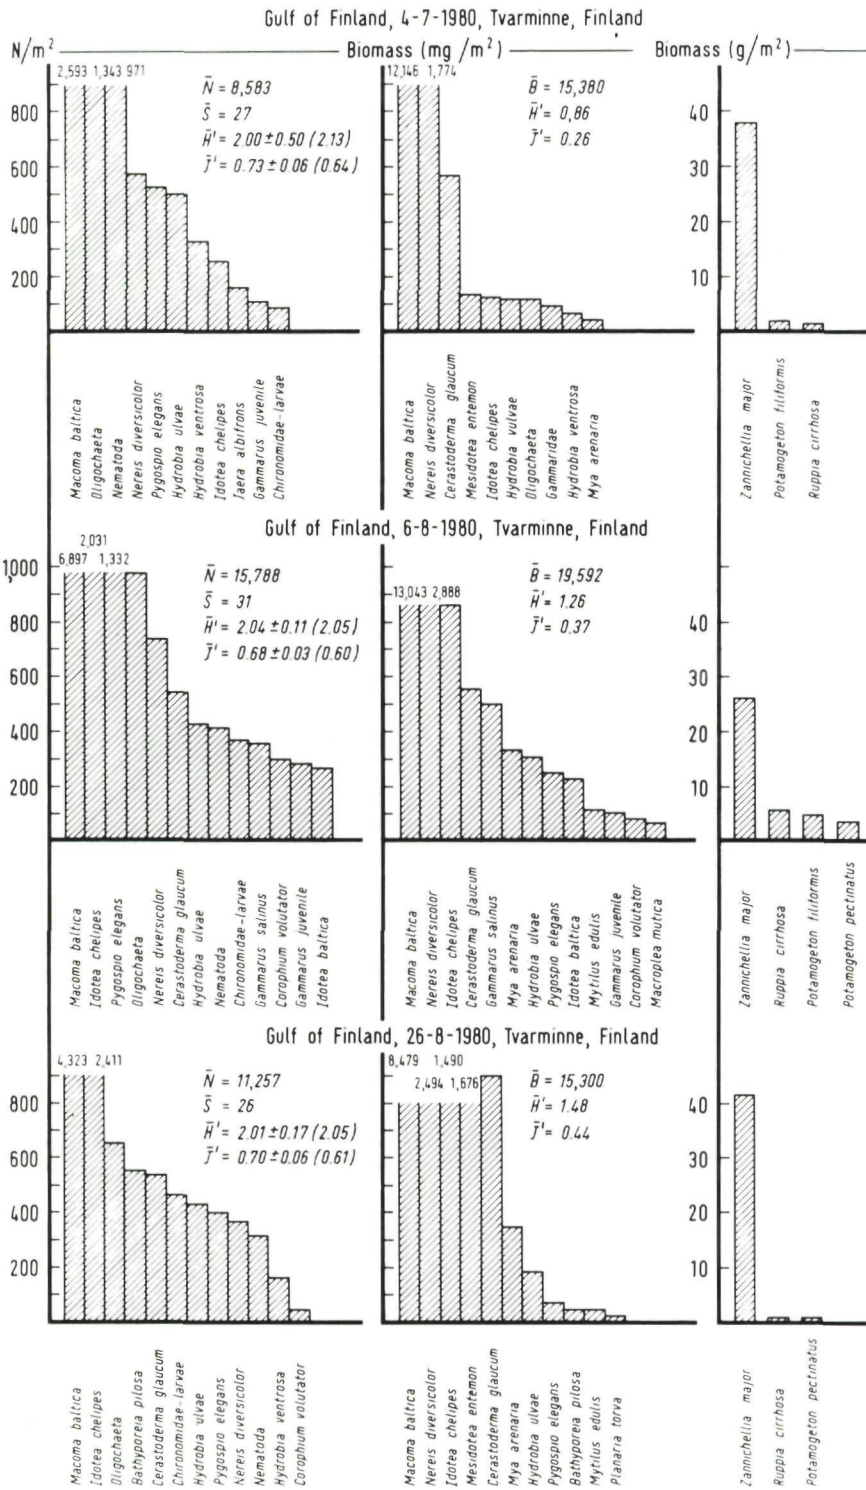 Gulf of Finland, 4-7-1980, Tvarminne, Finland
N/m²
Biomass (mg/m²)
Biomass (g/m²)
2,593 1,343 971
N̄ = 8,583
S̄ = 27
H̄' = 2.00 ± 0.50 (2.13)
J̄' = 0.73 ± 0.06 (0.64)
800
600
400
200
12,146 1,774
B̄ = 15,380
H̄' = 0,86
J̄' = 0.26
40
30
20
10
Macoma baltica
Oligochaeta
Nematoda
Nereis diversicolor
Pygospio elegans
Hydrobia ulvae
Hydrobia ventrosa
Idotea chelipes
Jaera albifrons
Gammarus juvenile
Chironomidae-larvae
Macoma baltica
Nereis diversicolor
Cerastoderma glaucum
Mesidotea entemon
Idotea chelipes
Hydrobia vulvae
Oligochaeta
Gammaridae
Hydrobia ventrosa
Mya arenaria
Zannichellia major
Potamogeton filiformis
Ruppia cirrhosa
Gulf of Finland, 6-8-1980, Tvarminne, Finland
2,031
6,897 1,332
N̄ = 15,788
S̄ = 31
H̄' = 2.04 ± 0.11 (2.05)
J̄' = 0.68 ± 0.03 (0.60)
1,000
800
600
400
200
13,043 2,888
B̄ = 19,592
H̄' = 1.26
J̄' = 0.37
40
30
20
10
Macoma baltica
Idotea chelipes
Pygospio elegans
Oligochaeta
Nereis diversicolor
Cerastoderma glaucum
Hydrobia ulvae
Nematoda
Chironomidae-larvae
Gammarus salinus
Corophium volutator
Gammarus juvenile
Idotea baltica
Macoma baltica
Nereis diversicolor
Idotea chelipes
Cerastoderma glaucum
Gammarus salinus
Mya arenaria
Hydrobia ulvae
Pygospio elegans
Idotea baltica
Mytilus edulis
Gammarus juvenile
Corophium volutator
Macroplea mutica
Zannichellia major
Ruppia cirrhosa
Potamogeton filiformis
Potamogeton pectinatus
Gulf of Finland, 26-8-1980, Tvarminne, Finland
4,323 2,411
N̄ = 11,257
S̄ = 26
H̄' = 2.01 ± 0.17 (2.05)
J̄' = 0.70 ± 0.06 (0.61)
800
600
400
200
8,479 1,490
2,494 1,676
B̄ = 15,300
H̄' = 1.48
J̄' = 0.44
40
30
20
10
Macoma baltica
Idotea chelipes
Oligochaeta
Bathyporeia pilosa
Cerastoderma glaucum
Chironomidae-larvae
Hydrobia ulvae
Pygospio elegans
Nereis diversicolor
Nematoda
Hydrobia ventrosa
Corophium volutator
Macoma baltica
Nereis diversicolor
Idotea chelipes
Mesidotea entemon
Cerastoderma glaucum
Mya arenaria
Hydrobia ulvae
Pygospio elegans
Bathyporeia pilosa
Mytilus edulis
Planaria torva
Zannichellia major
Ruppia cirrhosa
Potamogeton pectinatus